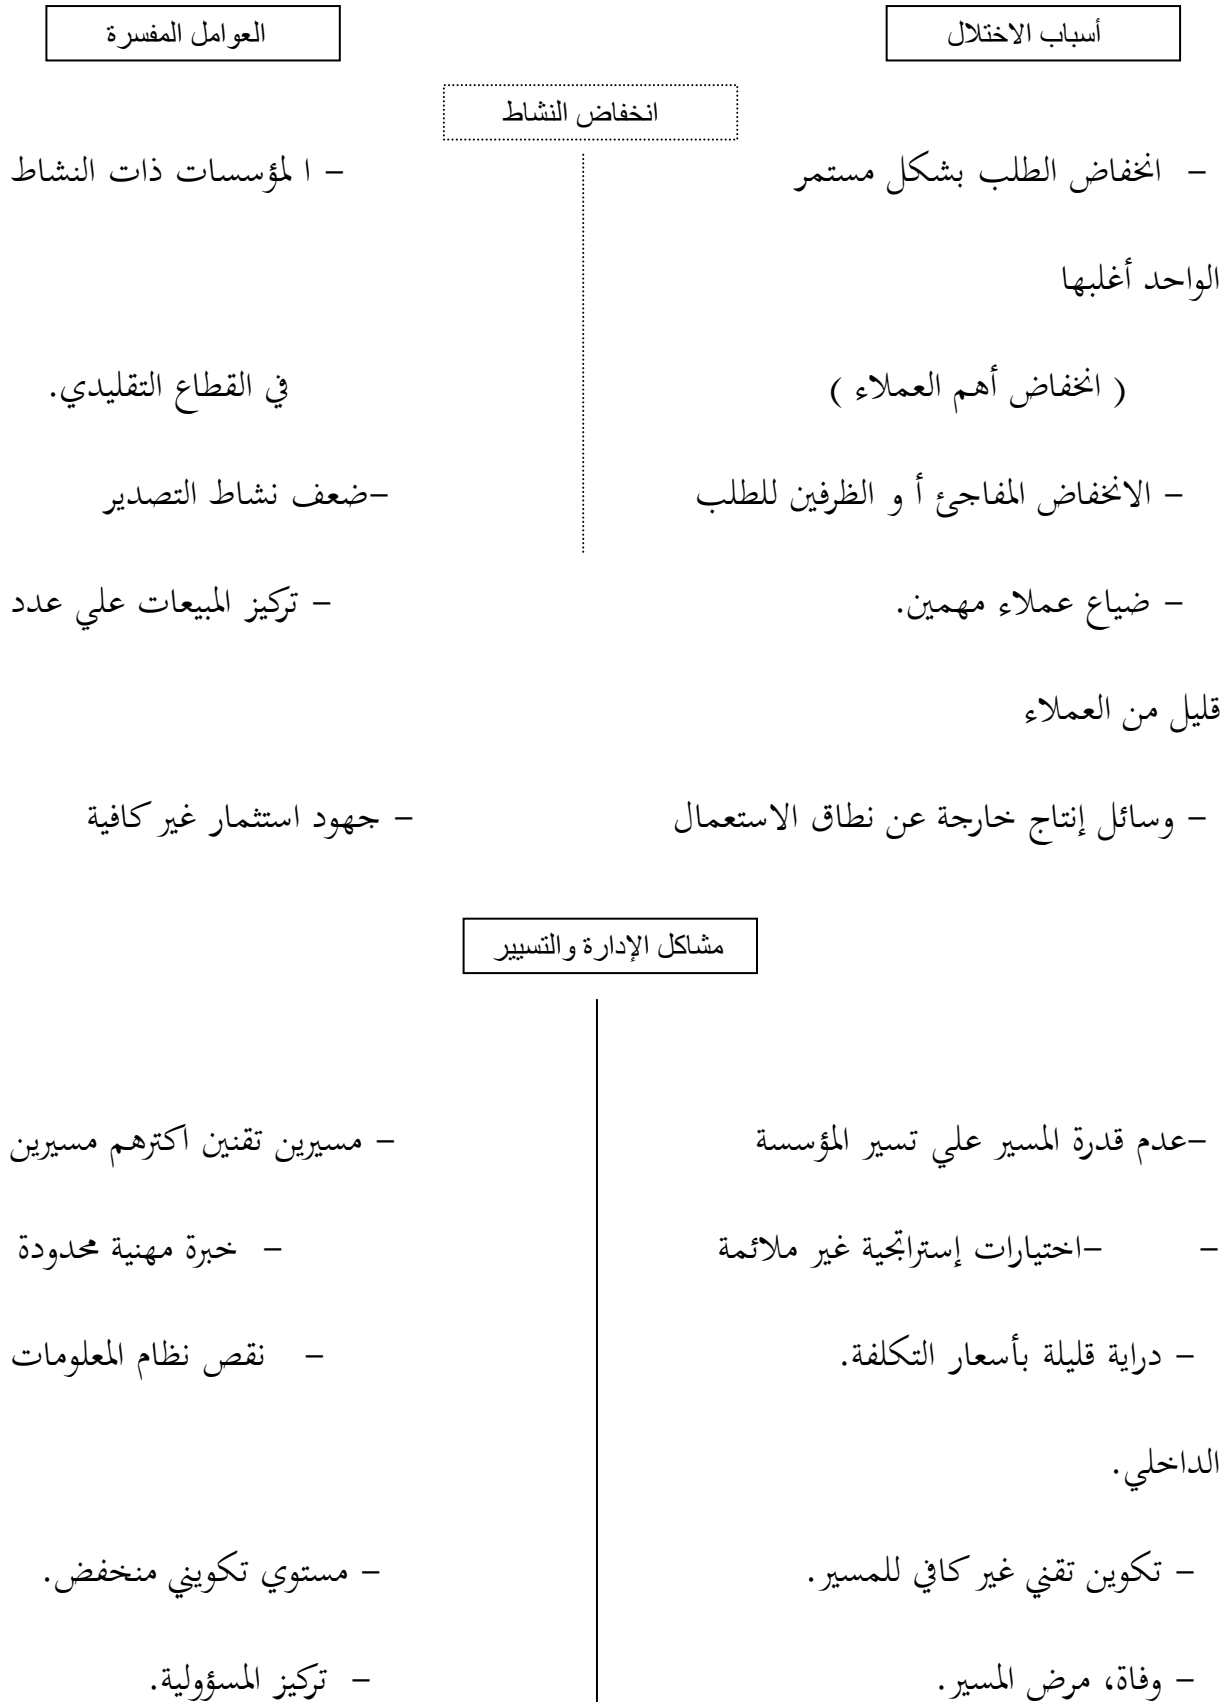 أسباب الاختلال العوامل المفسرة
انخفاض النشاط
- انخفاض الطلب بشكل مستمر - ا لمؤسسات ذات النشاط
الواحد أغلبها
( انخفاض أهم العملاء ) في القطاع التقليدي.
- الانخفاض المفاجئ أ و الظرفين للطلب -ضعف نشاط التصدير
- ضياع عملاء مهمين. - تركيز المبيعات علي عدد
قليل من العملاء
- وسائل إنتاج خارجة عن نطاق الاستعمال - جهود استثمار غير كافية
مشاكل الإدارة والتسيير
-عدم قدرة المسير علي تسير المؤسسة - مسيرين تقنين اكترهم مسيرين
- -اختيارات إستراتجية غير ملائمة - خبرة مهنية محدودة
- دراية قليلة بأسعار التكلفة. - نقص نظام المعلومات
الداخلي.
- تكوين تقني غير كافي للمسير. - مستوي تكويني منخفض.
- وفاة، مرض المسير. - تركيز المسؤولية.